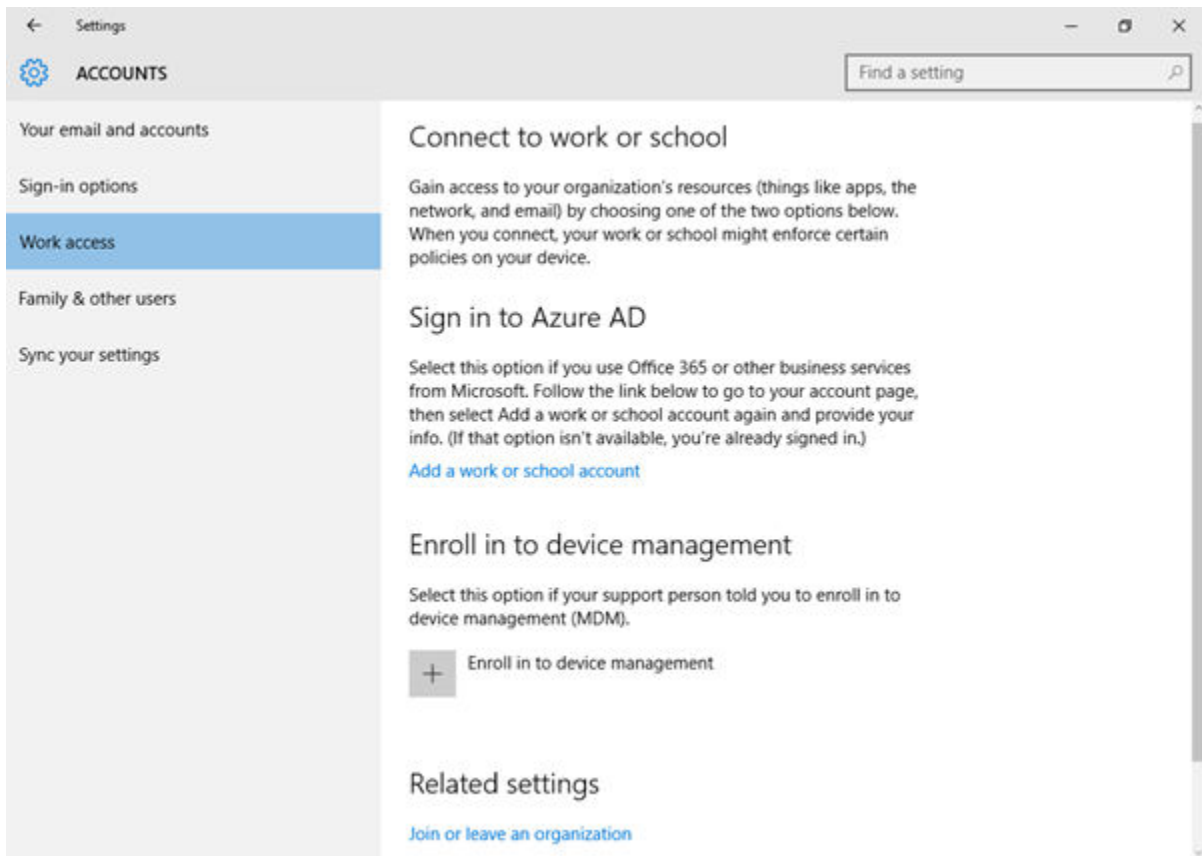 Settings
ACCOUNTS
Find a setting
Your email and accounts
Sign-in options
Work access
Family & other users
Sync your settings
Connect to work or school
Gain access to your organization's resources (things like apps, the
network, and email) by choosing one of the two options below.
When you connect, your work or school might enforce certain
policies on your device.
Sign in to Azure AD
Select this option if you use Office 365 or other business services
from Microsoft. Follow the link below to go to your account page,
then select Add a work or school account again and provide your
info. (If that option isn't available, you're already signed in.)
Add a work or school account
Enroll in to device management
Select this option if your support person told you to enroll in to
device management (MDM).
Enroll in to device management
Related settings
Join or leave an organization